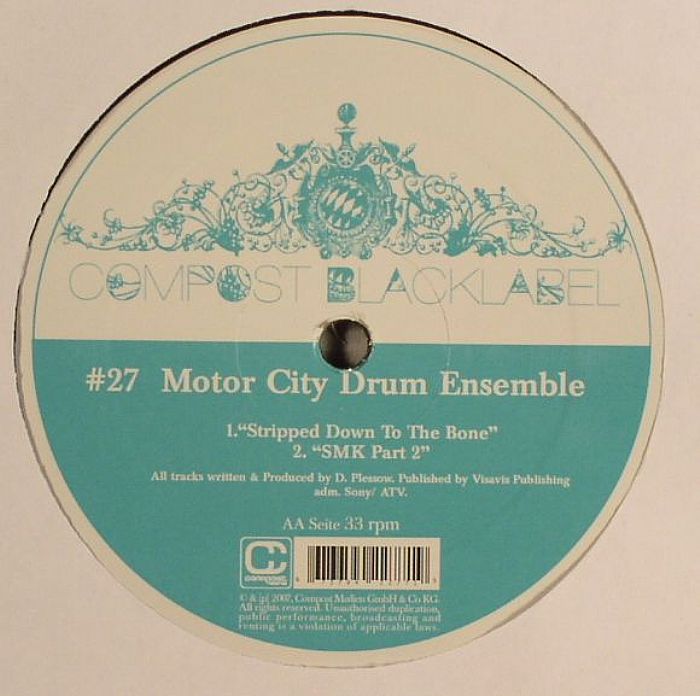 COMPOST BLACKLABEL
#27 Motor City Drum Ensemble
1.“Stripped Down To The Bone”
2. “SMK Part 2”
All tracks written & Produced by D. Plessow. Published by Visavis Publishing
adm. Sony/ ATV.
AA Seite 33 rpm
compost
© & (p) 2007, Compost Medien GmbH & Co KG.
All rights reserved. Unauthorised duplication,
public performance, broadcasting and
renting is a violation of applicable laws.